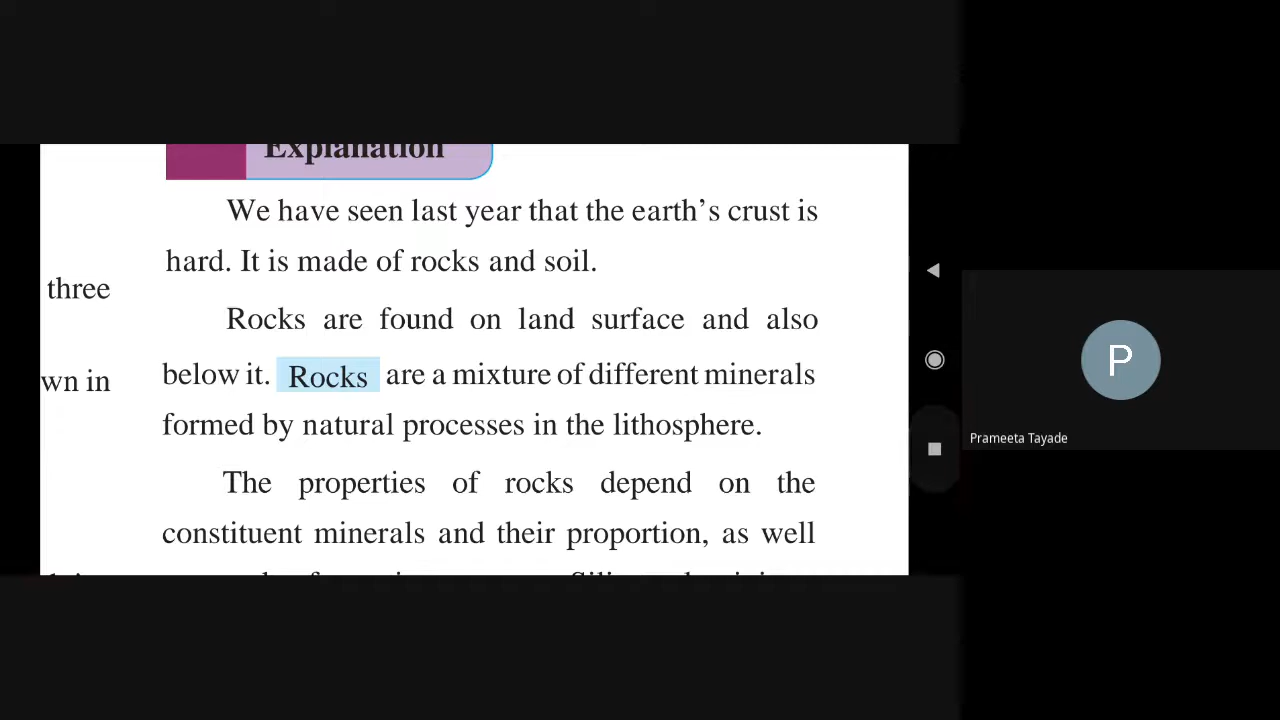 Explanation
We have seen last year that the earth's crust is
hard. It is made of rocks and soil.
three
Rocks are found on land surface and also
wn in
below it. Rocks are a mixture of different minerals
formed by natural processes in the lithosphere.
The properties of rocks depend on the
constituent minerals and their proportion, as well
P
Prameeta Tayade